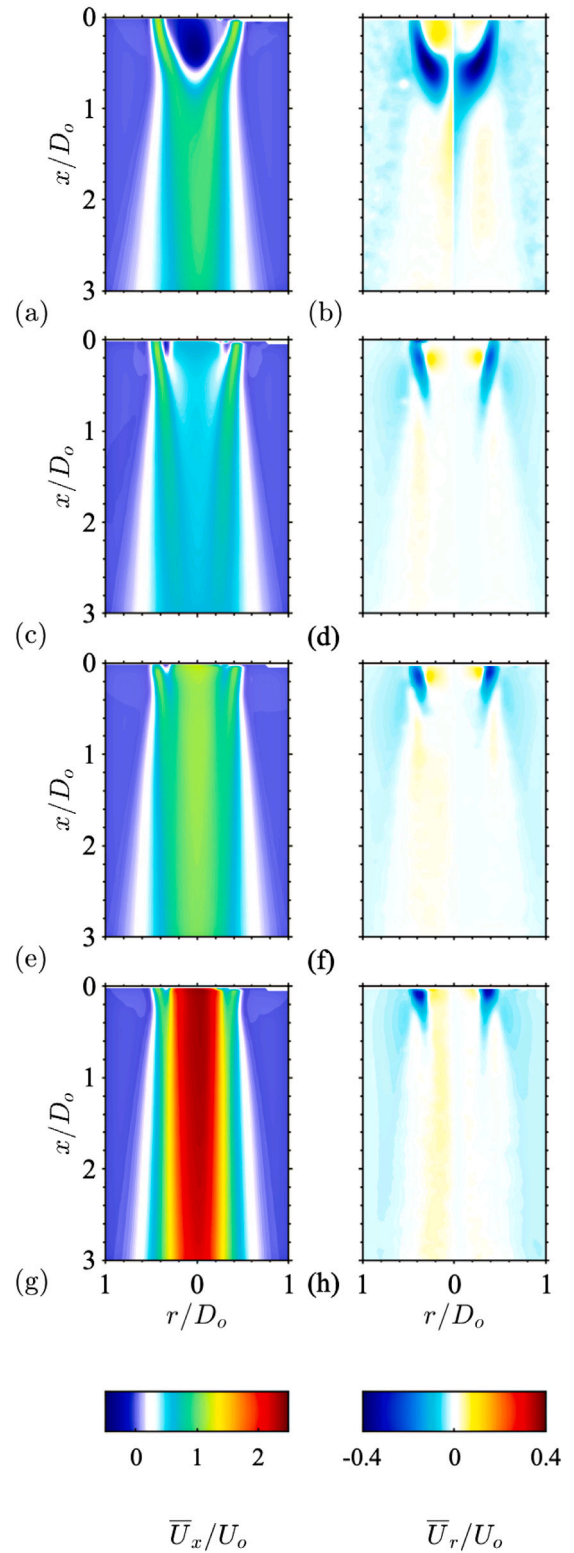 0
1
2
3
x/D_o
(a)
(b)
0
1
2
3
x/D_o
(c)
(d)
0
1
2
3
x/D_o
(e)
(f)
0
1
2
3
x/D_o
(g)
(h)
1 0 1 1 0 1
r/D_o r/D_o
0 1 2 -0.4 0 0.4
U̅_x/U_o U̅_r/U_o